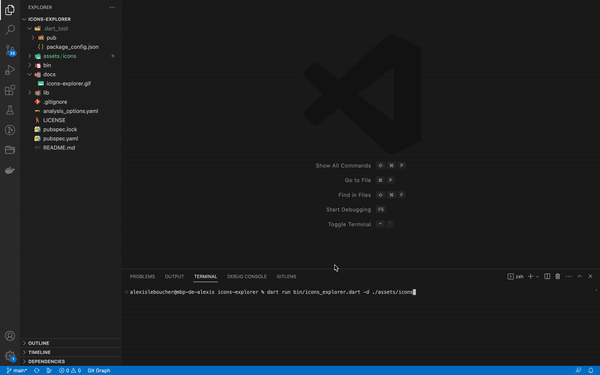 EXPLORER
ICONS-EXPLORER
.dart_tool
pub
package_config.json
assets/icons
bin
docs
icons-explorer.gif
lib
.gitignore
analysis_options.yaml
LICENSE
pubspec.lock
pubspec.yaml
README.md
Show All Commands ⇧ ⌘ P
Go to File ⌘ P
Find in Files ⇧ ⌘ F
Start Debugging F5
Toggle Terminal ⌃ `
PROBLEMS OUTPUT TERMINAL DEBUG CONSOLE GITLENS
zsh
alexisleboucher@mbp-de-alexis icons-explorer % dart run bin/icons_explorer.dart -d ./assets/icons
OUTLINE
TIMELINE
DEPENDENCIES
main* 0 0 Git Graph